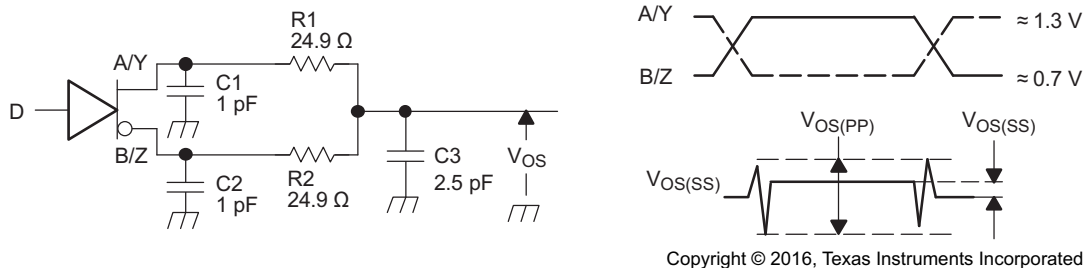 A/Y
R1
24.9 Ω
C1
1 pF
D
B/Z
C2
1 pF
R2
24.9 Ω
C3
2.5 pF
VOS
A/Y
≈ 1.3 V
B/Z
≈ 0.7 V
VOS(PP)
VOS(SS)
VOS(SS)
Copyright © 2016, Texas Instruments Incorporated